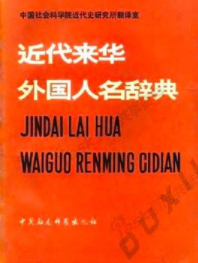 中国社会科学院近代史研究所翻译室
近代来华
外国人名辞典
JINDAI LAI HUA
WAIGUO RENMING CIDIAN
中国社会科学出版社
DUXIU